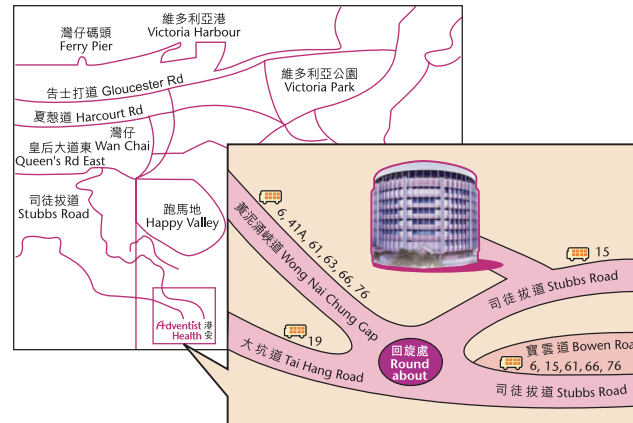 維多利亞港
Victoria Harbour
灣仔碼頭
Ferry Pier
維多利亞公園
Victoria Park
告士打道 Gloucester Rd
夏慤道 Harcourt Rd
灣仔
Wan Chai
皇后大道東
Queen's Rd East
司徒拔道
Stubbs Road
跑馬地
Happy Valley
Adventist
Health
港安
6, 41A, 61, 63, 66, 76
黃泥涌峽道 Wong Nai Chung Gap
15
司徒拔道 Stubbs Road
19
大坑道 Tai Hang Road
回旋處
Round
about
寶雲道 Bowen Roa
6, 15, 61, 66, 76
司徒拔道 Stubbs Road